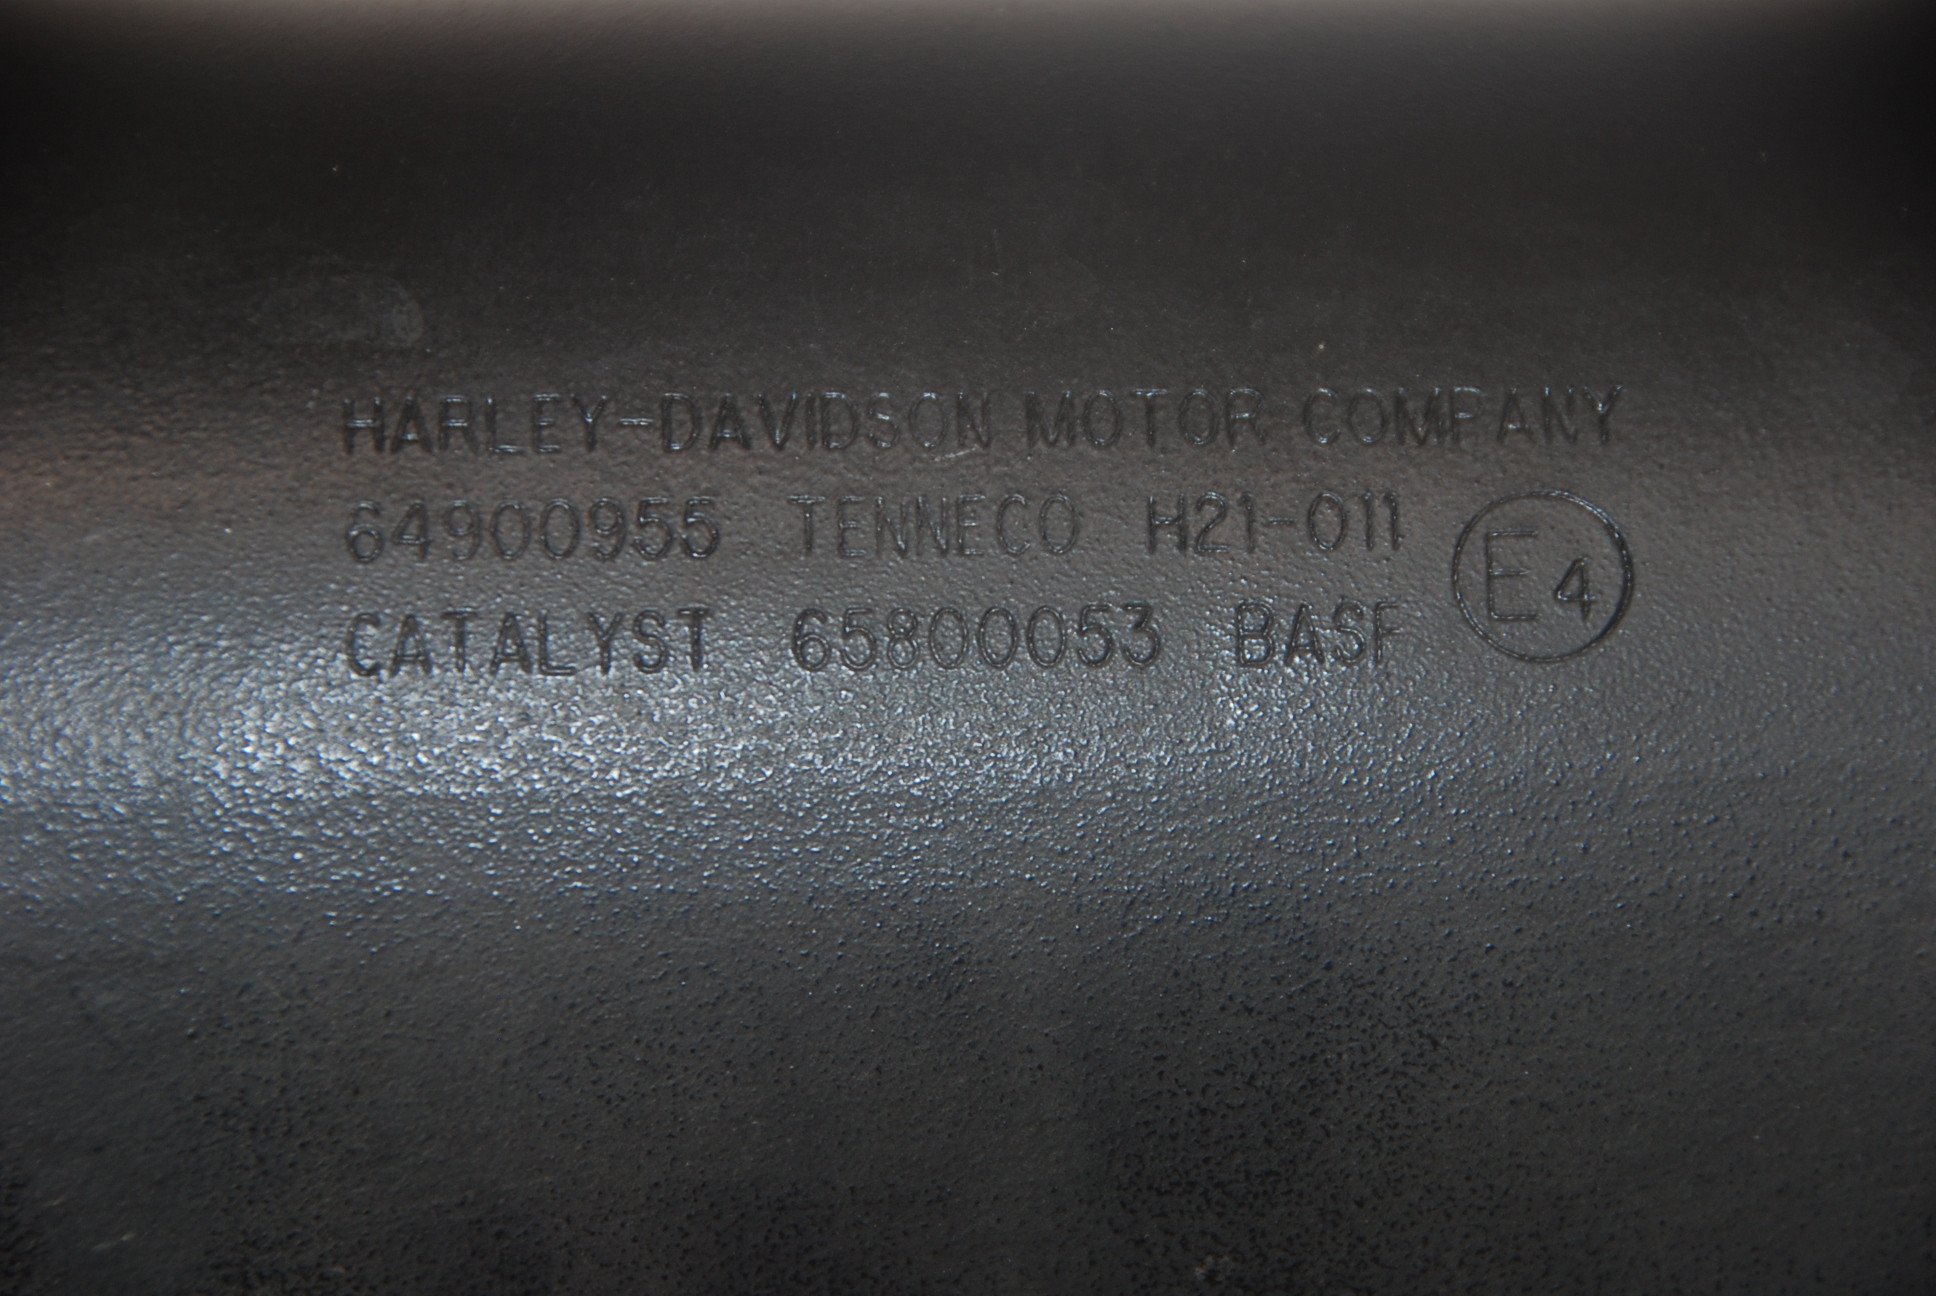 HARLEY-DAVIDSON MOTOR COMPANY
64900955 TENNECO H21-011 E4
CATALYST 65800053 BASF